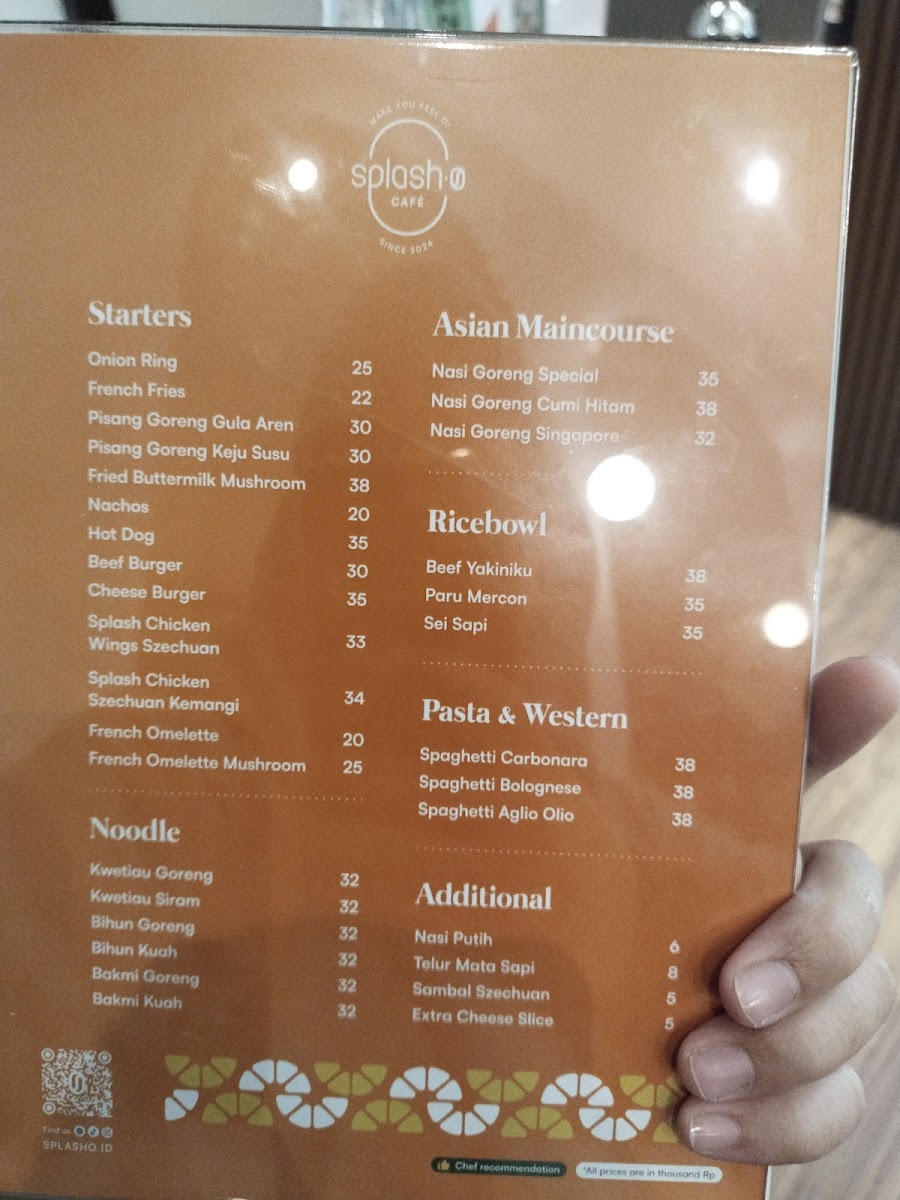 MAKE YOU FEEL O!
splash·o
CAFÉ
SINCE 2024
Starters
Onion Ring 25
French Fries 22
Pisang Goreng Gula Aren 30
Pisang Goreng Keju Susu 30
Fried Buttermilk Mushroom 38
Nachos 20
Hot Dog 35
Beef Burger 30
Cheese Burger 35
Splash Chicken
Wings Szechuan 33
Splash Chicken
Szechuan Kemangi 34
French Omelette 20
French Omelette Mushroom 25
Noodle
Kwetiau Goreng 32
Kwetiau Siram 32
Bihun Goreng 32
Bihun Kuah 32
Bakmi Goreng 32
Bakmi Kuah 32
Find us
SPLASHO.ID
Asian Maincourse
Nasi Goreng Special 35
Nasi Goreng Cumi Hitam 38
Nasi Goreng Singapore 32
Ricebowl
Beef Yakiniku 38
Paru Mercon 35
Sei Sapi 35
Pasta & Western
Spaghetti Carbonara 38
Spaghetti Bolognese 38
Spaghetti Aglio Olio 38
Additional
Nasi Putih 6
Telur Mata Sapi 8
Sambal Szechuan 5
Extra Cheese Slice 5
Chef recommendation
*All prices are in thousand Rp